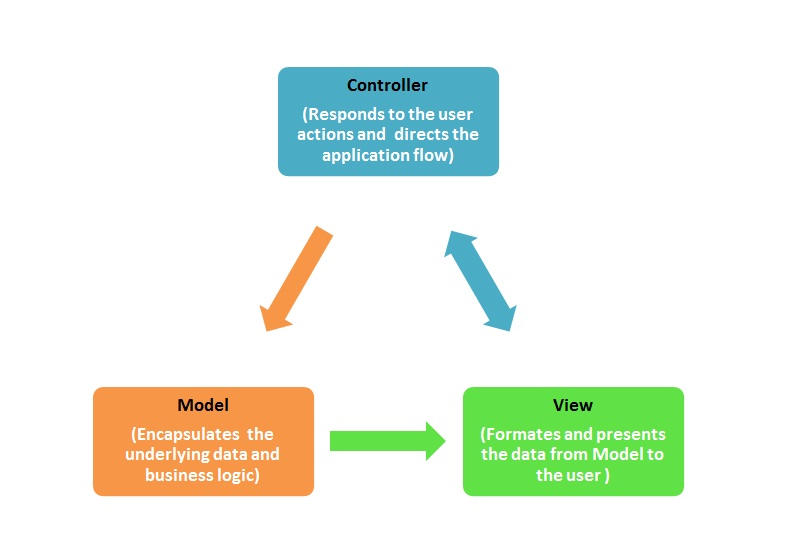 Controller
(Responds to the user
actions and  directs the
application flow)
Model
(Encapsulates  the
underlying data and
business logic)
View
(Formates and presents
the data from Model to
the user )